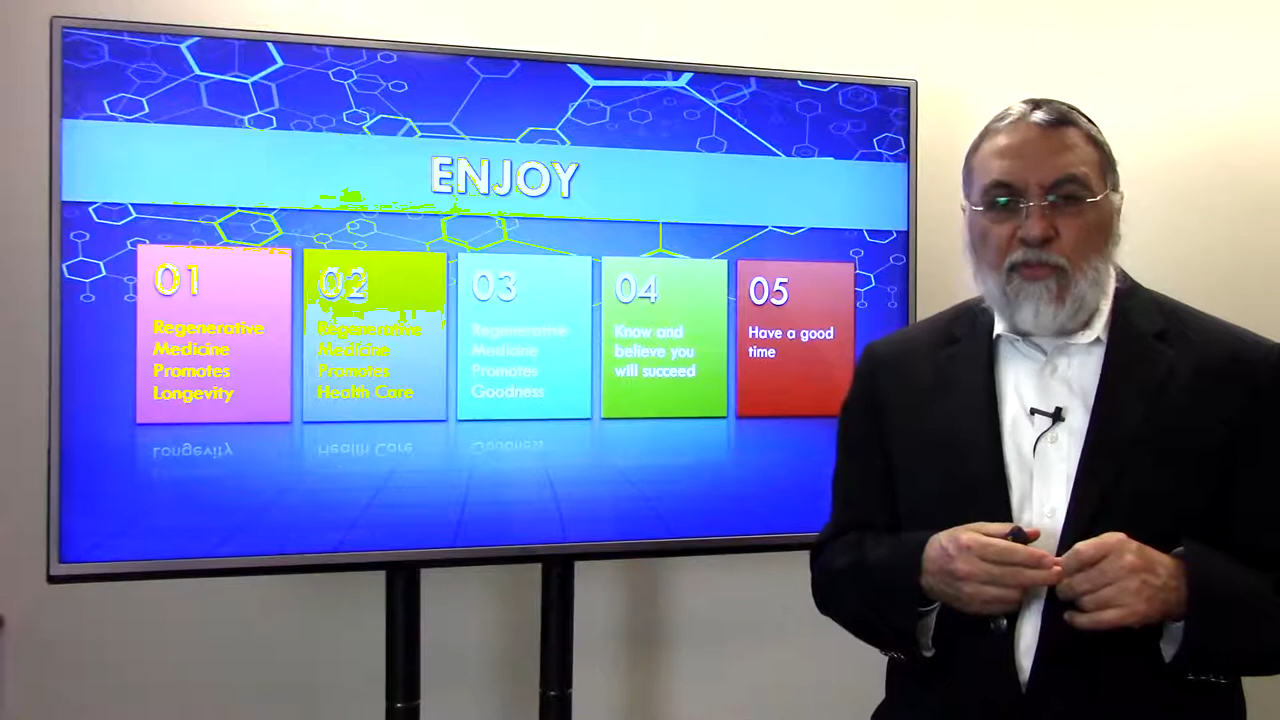 ENJOY
01
Regenerative
Medicine
Promotes
Longevity
02
Regenerative
Medicine
Promotes
Health Care
03
Regenerative
Medicine
Promotes
Goodness
04
Know and
believe you
will succeed
05
Have a good
time